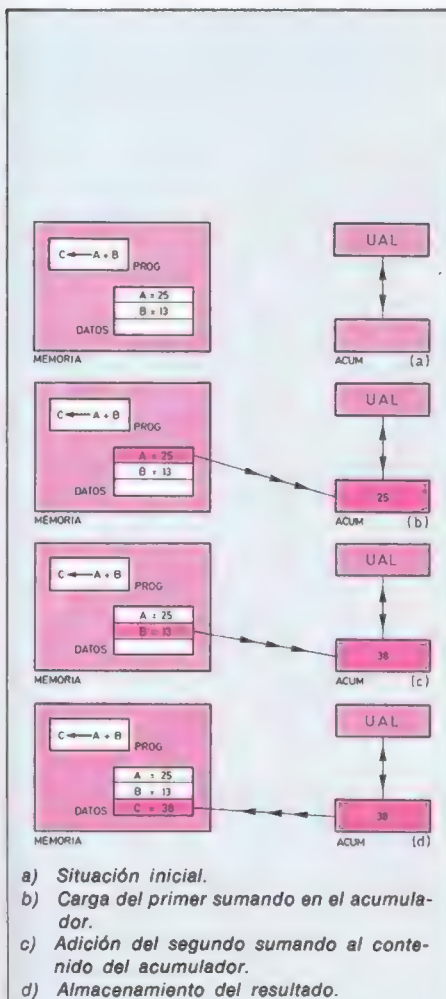 UAL
C ← A + B
PROG
A = 25
B = 13
DATOS
MEMORIA
ACUM (a)
UAL
C ← A + B
PROG
A = 25
B = 13
DATOS
25
MEMORIA
ACUM (b)
UAL
C ← A + B
PROG
A = 25
B = 13
DATOS
38
MEMORIA
ACUM (c)
UAL
C ← A + B
PROG
A = 25
B = 13
DATOS
C = 38
38
MEMORIA
ACUM (d)
a) Situación inicial.
b) Carga del primer sumando en el acumula-
dor.
c) Adición del segundo sumando al conte-
nido del acumulador.
d) Almacenamiento del resultado.